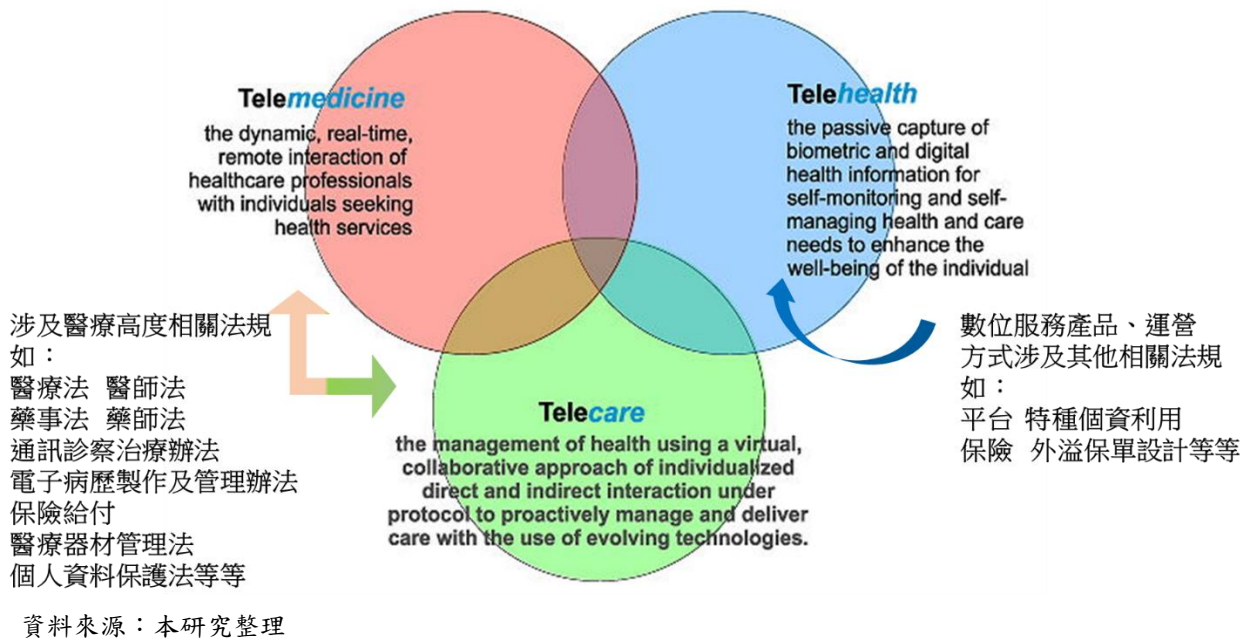 Telemedicine
the dynamic, real-time,
remote interaction of
healthcare professionals
with individuals seeking
health services
Telehealth
the passive capture of
biometric and digital
health information for
self-monitoring and self-
managing health and care
needs to enhance the
well-being of the individual
涉及醫療高度相關法規
如：
醫療法 醫師法
藥事法 藥師法
通訊診察治療辦法
電子病歷製作及管理辦法
保險給付
醫療器材管理法
個人資料保護法等等
數位服務產品、運營
方式涉及其他相關法規
如：
平台 特種個資利用
保險 外溢保單設計等等
Telecare
the management of health using a virtual,
collaborative approach of individualized
direct and indirect interaction under
protocol to proactively manage and deliver
care with the use of evolving technologies.
資料來源：本研究整理